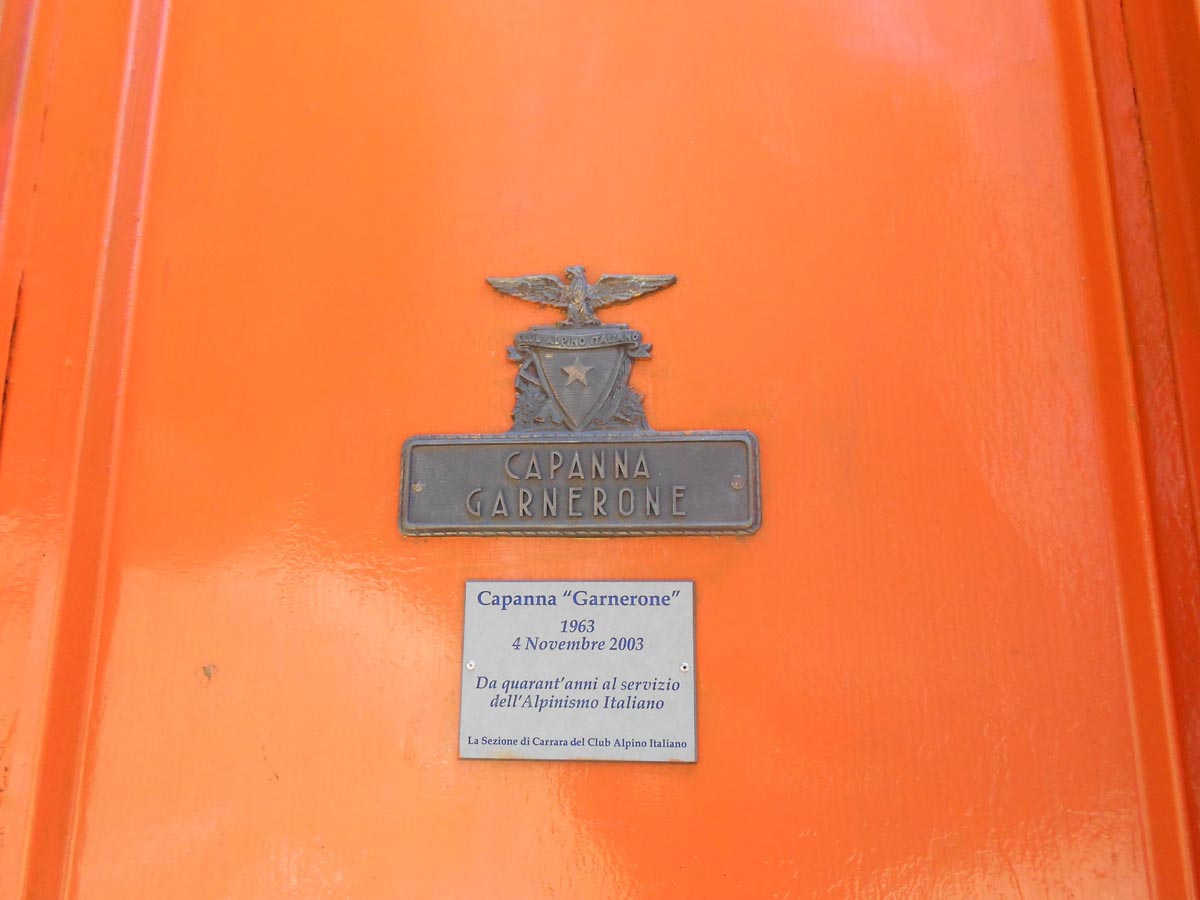 CLUB ALPINO ITALIANO
CAPANNA
GARNERONE
Capanna “Garnerone”
1963
4 Novembre 2003
Da quarant’anni al servizio
dell’Alpinismo Italiano
La Sezione di Carrara del Club Alpino Italiano